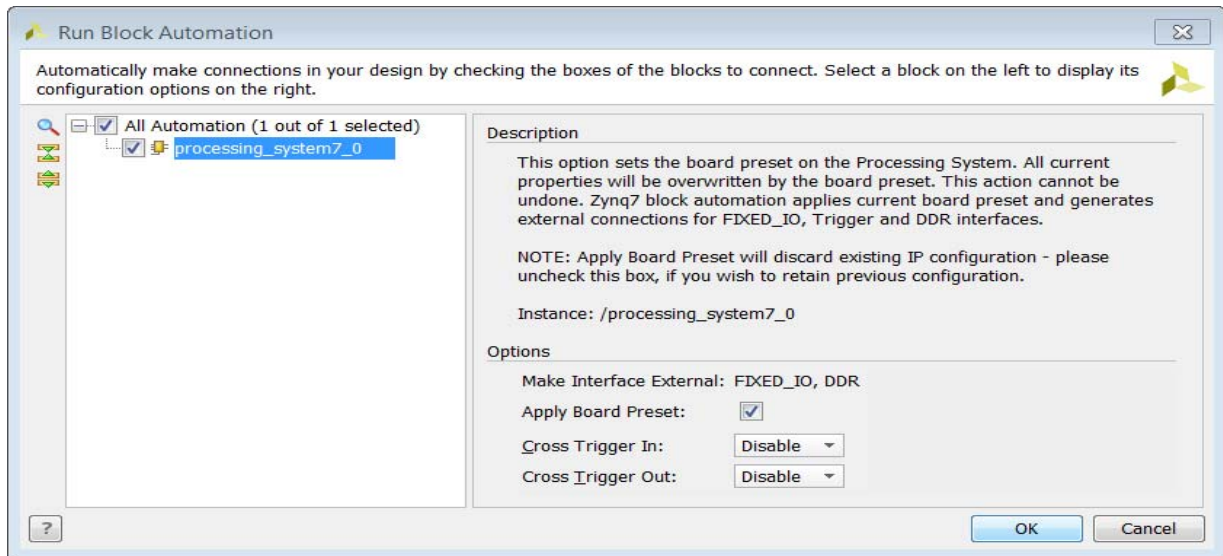 Run Block Automation
Automatically make connections in your design by checking the boxes of the blocks to connect. Select a block on the left to display its
configuration options on the right.
All Automation (1 out of 1 selected)
processing_system7_0
Description
This option sets the board preset on the Processing System. All current
properties will be overwritten by the board preset. This action cannot be
undone. Zynq7 block automation applies current board preset and generates
external connections for FIXED_IO, Trigger and DDR interfaces.
NOTE: Apply Board Preset will discard existing IP configuration - please
uncheck this box, if you wish to retain previous configuration.
Instance: /processing_system7_0
Options
Make Interface External: FIXED_IO, DDR
Apply Board Preset:
Cross Trigger In: Disable
Cross Trigger Out: Disable
?
OK
Cancel